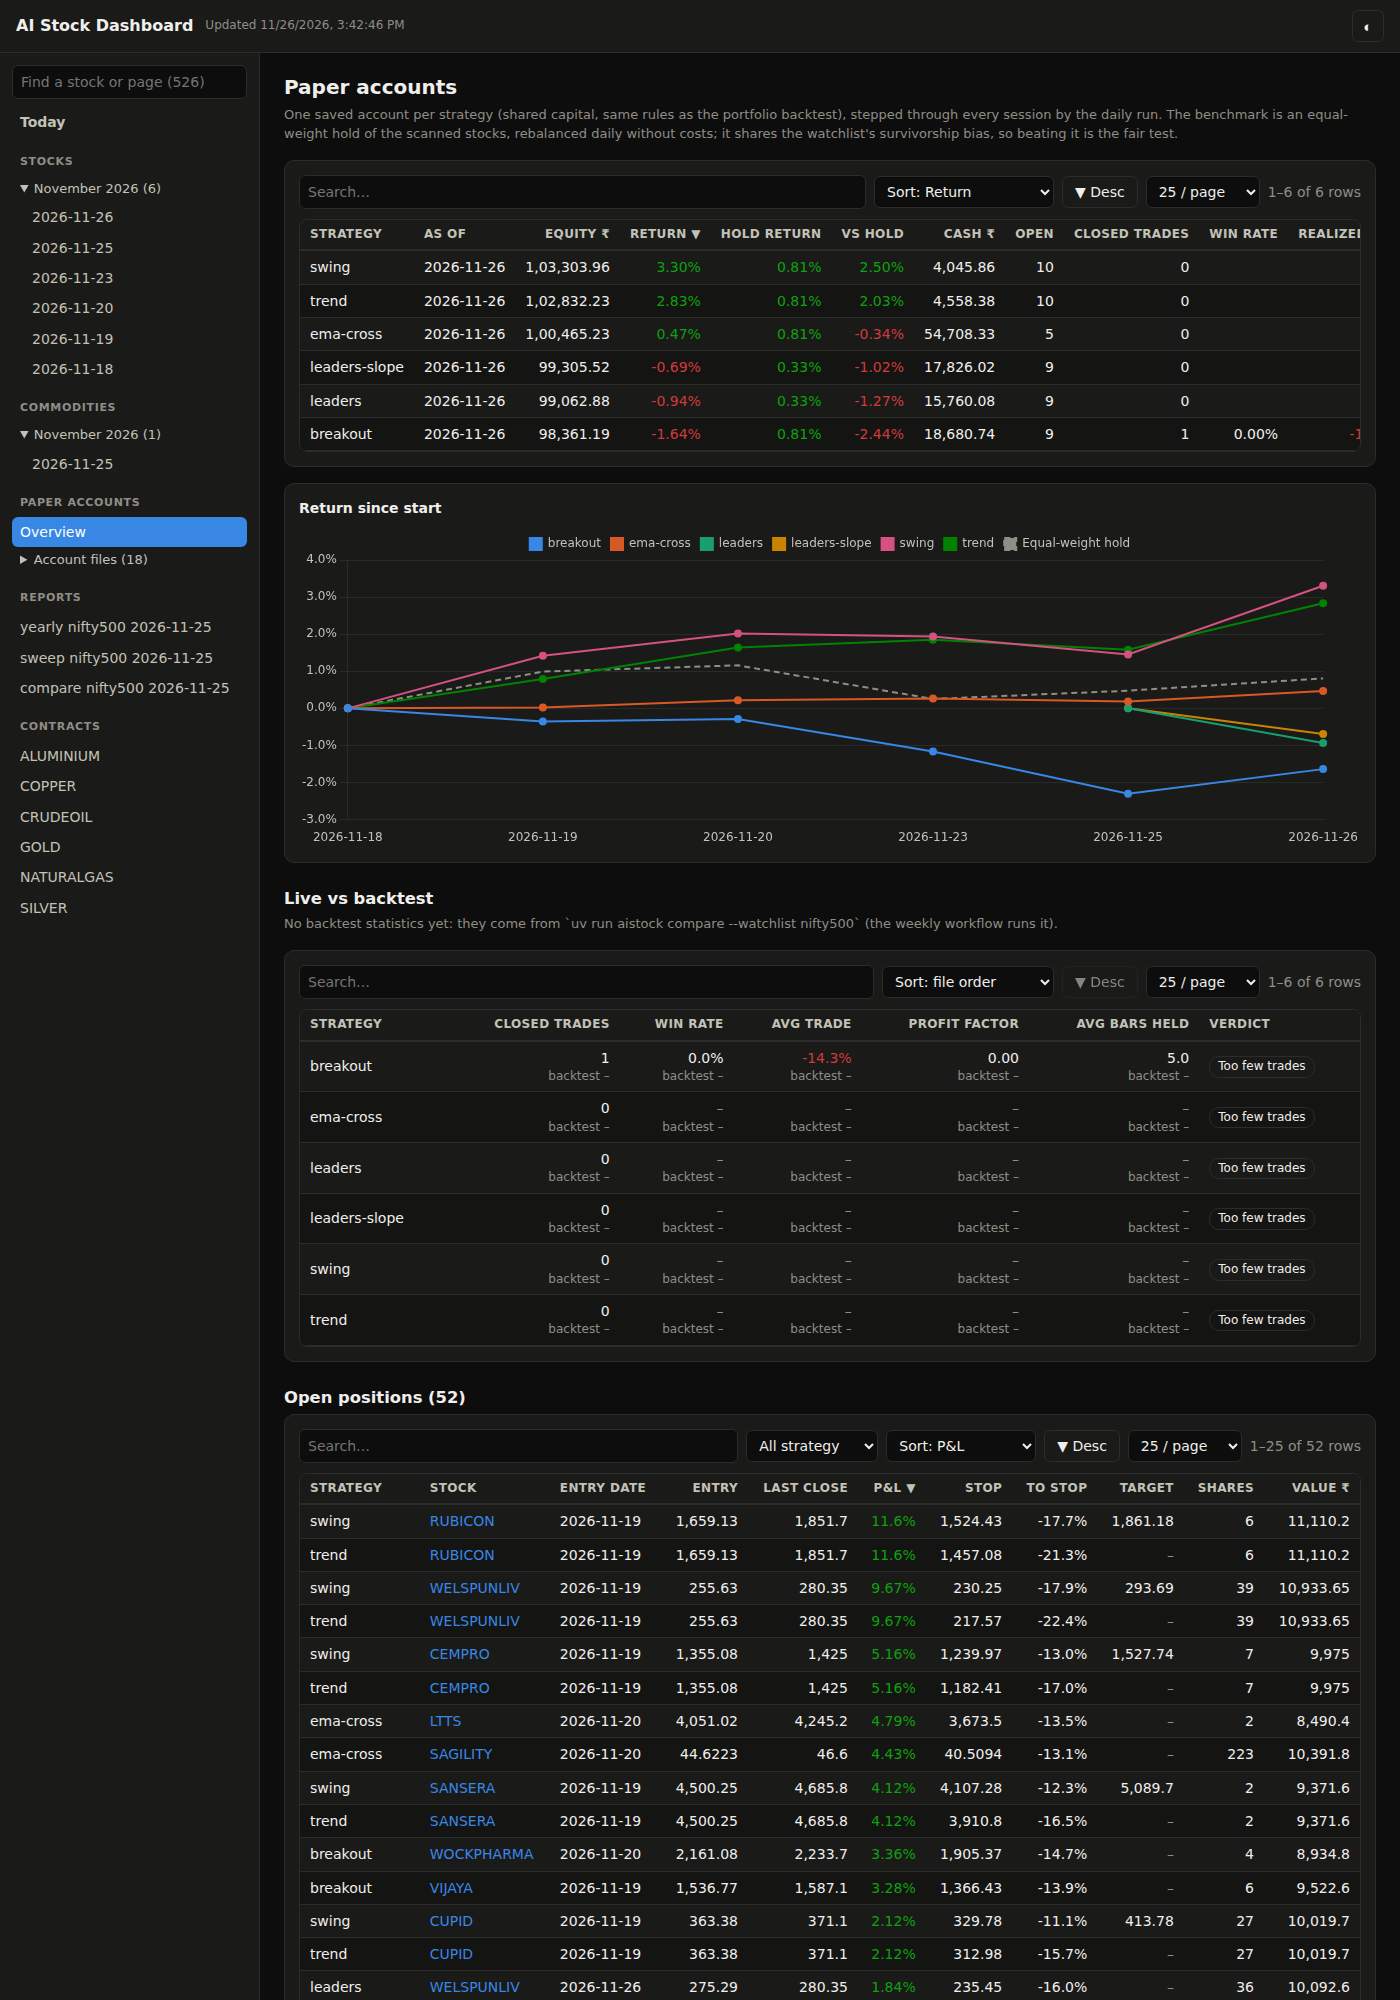 AI Stock Dashboard Updated 11/26/2026, 3:42:46 PM
Find a stock or page (526)
Today
STOCKS
▼ November 2026 (6)
2026-11-26
2026-11-25
2026-11-23
2026-11-20
2026-11-19
2026-11-18
COMMODITIES
▼ November 2026 (1)
2026-11-25
PAPER ACCOUNTS
Overview
▶ Account files (18)
REPORTS
yearly nifty500 2026-11-25
sweep nifty500 2026-11-25
compare nifty500 2026-11-25
CONTRACTS
ALUMINIUM
COPPER
CRUDEOIL
GOLD
NATURALGAS
SILVER
Paper accounts
One saved account per strategy (shared capital, same rules as the portfolio backtest), stepped through every session by the daily run. The benchmark is an equal-
weight hold of the scanned stocks, rebalanced daily without costs; it shares the watchlist's survivorship bias, so beating it is the fair test.
Search... Sort: Return ▼ Desc 25 / page 1–6 of 6 rows
STRATEGY AS OF EQUITY ₹ RETURN ▼ HOLD RETURN VS HOLD CASH ₹ OPEN CLOSED TRADES WIN RATE REALIZED
swing 2026-11-26 1,03,303.96 3.30% 0.81% 2.50% 4,045.86 10 0
trend 2026-11-26 1,02,832.23 2.83% 0.81% 2.03% 4,558.38 10 0
ema-cross 2026-11-26 1,00,465.23 0.47% 0.81% -0.34% 54,708.33 5 0
leaders-slope 2026-11-26 99,305.52 -0.69% 0.33% -1.02% 17,826.02 9 0
leaders 2026-11-26 99,062.88 -0.94% 0.33% -1.27% 15,760.08 9 0
breakout 2026-11-26 98,361.19 -1.64% 0.81% -2.44% 18,680.74 9 1 0.00% -1
Return since start
breakout ema-cross leaders leaders-slope swing trend Equal-weight hold
4.0%
3.0%
2.0%
1.0%
0.0%
-1.0%
-2.0%
-3.0%
2026-11-18 2026-11-19 2026-11-20 2026-11-23 2026-11-25 2026-11-26
Live vs backtest
No backtest statistics yet: they come from `uv run aistock compare --watchlist nifty500` (the weekly workflow runs it).
Search... Sort: file order ▼ Desc 25 / page 1–6 of 6 rows
STRATEGY CLOSED TRADES WIN RATE AVG TRADE PROFIT FACTOR AVG BARS HELD VERDICT
breakout 1 0.0% -14.3% 0.00 5.0 Too few trades
backtest – backtest – backtest – backtest – backtest –
ema-cross 0 – – – – Too few trades
backtest – backtest – backtest – backtest – backtest –
leaders 0 – – – – Too few trades
backtest – backtest – backtest – backtest – backtest –
leaders-slope 0 – – – – Too few trades
backtest – backtest – backtest – backtest – backtest –
swing 0 – – – – Too few trades
backtest – backtest – backtest – backtest – backtest –
trend 0 – – – – Too few trades
backtest – backtest – backtest – backtest – backtest –
Open positions (52)
Search... All strategy Sort: P&L ▼ Desc 25 / page 1–25 of 52 rows
STRATEGY STOCK ENTRY DATE ENTRY LAST CLOSE P&L ▼ STOP TO STOP TARGET SHARES VALUE ₹
swing RUBICON 2026-11-19 1,659.13 1,851.7 11.6% 1,524.43 -17.7% 1,861.18 6 11,110.2
trend RUBICON 2026-11-19 1,659.13 1,851.7 11.6% 1,457.08 -21.3% – 6 11,110.2
swing WELSPUNLIV 2026-11-19 255.63 280.35 9.67% 230.25 -17.9% 293.69 39 10,933.65
trend WELSPUNLIV 2026-11-19 255.63 280.35 9.67% 217.57 -22.4% – 39 10,933.65
swing CEMPRO 2026-11-19 1,355.08 1,425 5.16% 1,239.97 -13.0% 1,527.74 7 9,975
trend CEMPRO 2026-11-19 1,355.08 1,425 5.16% 1,182.41 -17.0% – 7 9,975
ema-cross LTTS 2026-11-20 4,051.02 4,245.2 4.79% 3,673.5 -13.5% – 2 8,490.4
ema-cross SAGILITY 2026-11-20 44.6223 46.6 4.43% 40.5094 -13.1% – 223 10,391.8
swing SANSERA 2026-11-19 4,500.25 4,685.8 4.12% 4,107.28 -12.3% 5,089.7 2 9,371.6
trend SANSERA 2026-11-19 4,500.25 4,685.8 4.12% 3,910.8 -16.5% – 2 9,371.6
breakout WOCKPHARMA 2026-11-20 2,161.08 2,233.7 3.36% 1,905.37 -14.7% – 4 8,934.8
breakout VIJAYA 2026-11-19 1,536.77 1,587.1 3.28% 1,366.43 -13.9% – 6 9,522.6
swing CUPID 2026-11-19 363.38 371.1 2.12% 329.78 -11.1% 413.78 27 10,019.7
trend CUPID 2026-11-19 363.38 371.1 2.12% 312.98 -15.7% – 27 10,019.7
leaders WELSPUNLIV 2026-11-26 275.29 280.35 1.84% 235.45 -16.0% – 36 10,092.6